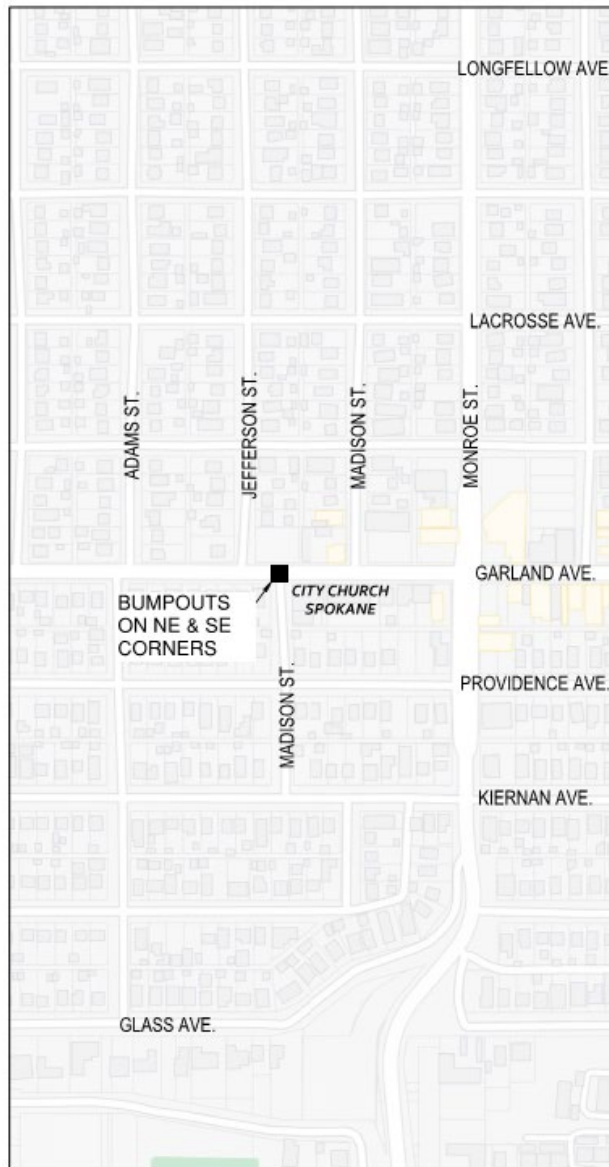 LONGFELLOW AVE.
LACROSSE AVE.
ADAMS ST.
JEFFERSON ST.
MADISON ST.
MONROE ST.
GARLAND AVE.
CITY CHURCH
SPOKANE
BUMPOUTS
ON NE & SE
CORNERS
MADISON ST.
PROVIDENCE AVE.
KIERNAN AVE.
GLASS AVE.